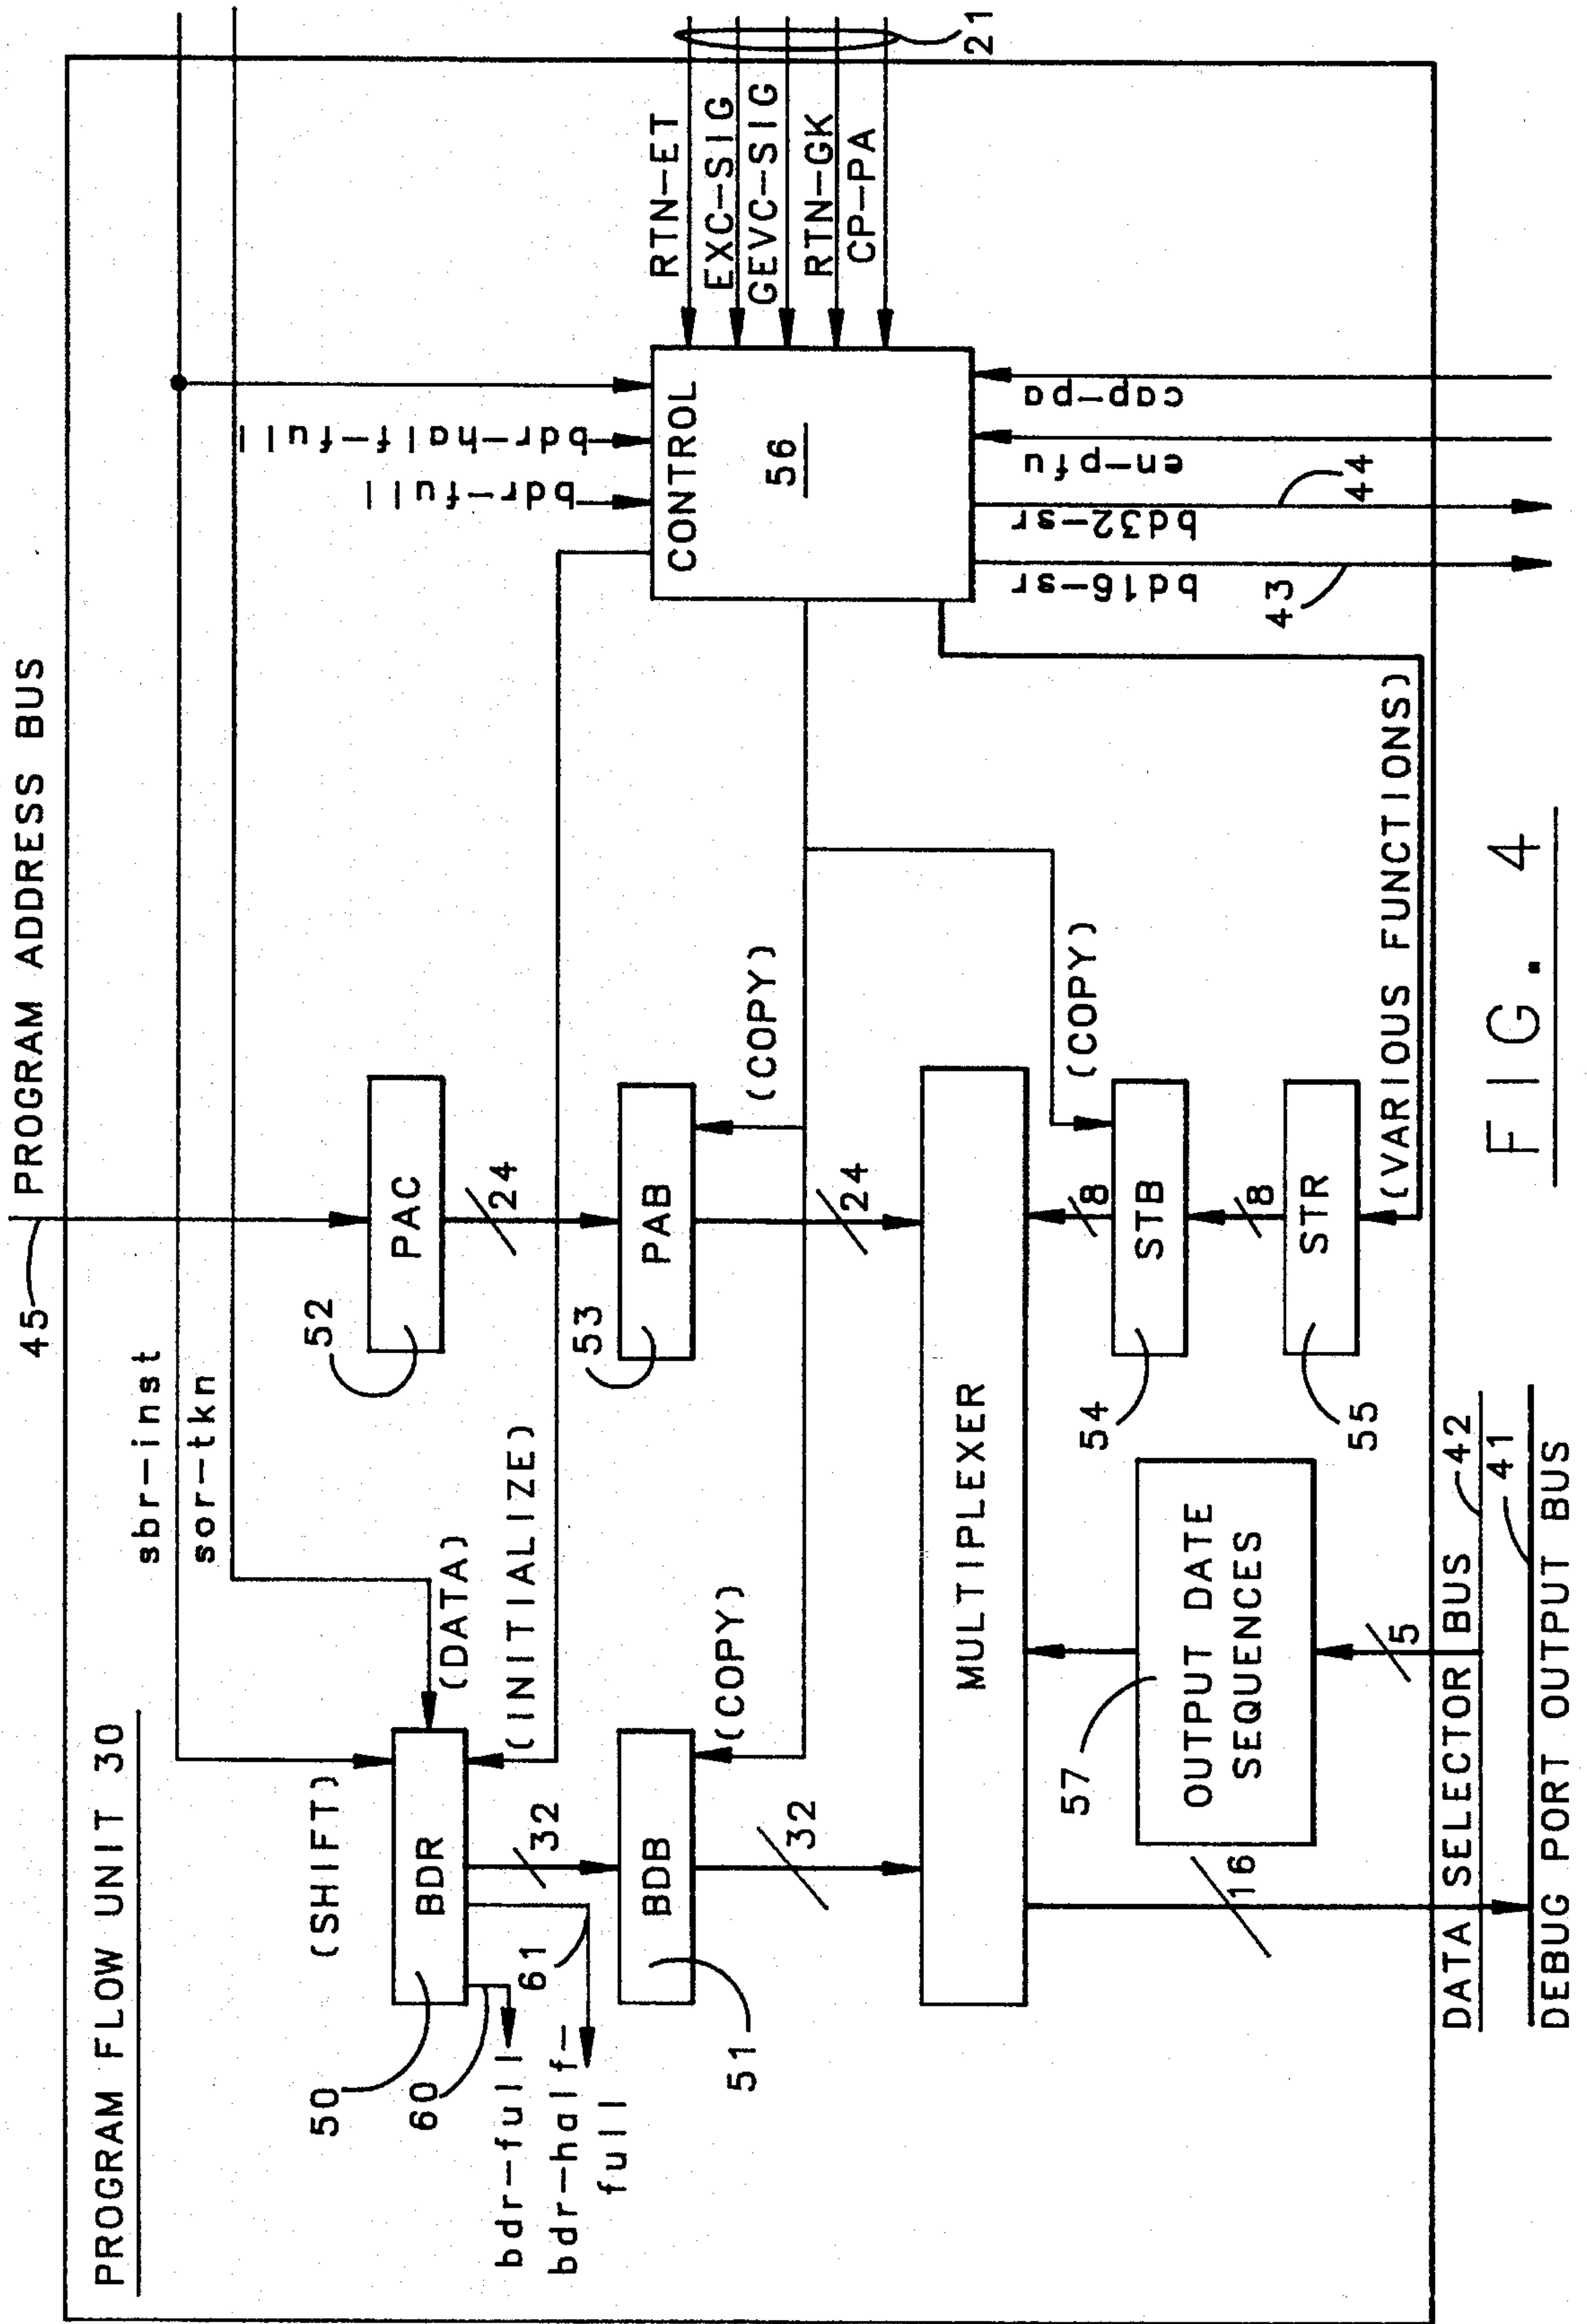 PROGRAM FLOW UNIT 30
45
PROGRAM ADDRESS BUS
sbr-inst
sor-tkn
(SHIFT)
(DATA)
(INITIALIZE)
50
BDR
60
61
bdr-full
bdr-half-
full
32
52
PAC
24
51
BDB
32
(COPY)
53
PAB
24
(COPY)
bdr-full
bdr-half-full
CONTROL
56
RTN-ET
EXC-SIG
GEVC-SIG
RTN-GK
CP-PA
21
MULTIPLEXER
(COPY)
bd16-sr
bd32-sr
en-pfu
cap-pa
43
44
16
57
OUTPUT DATE
SEQUENCES
5
8
54
STB
8
55
STR
(VARIOUS FUNCTIONS)
DATA SELECTOR BUS
42
41
DEBUG PORT OUTPUT BUS
FIG. 4